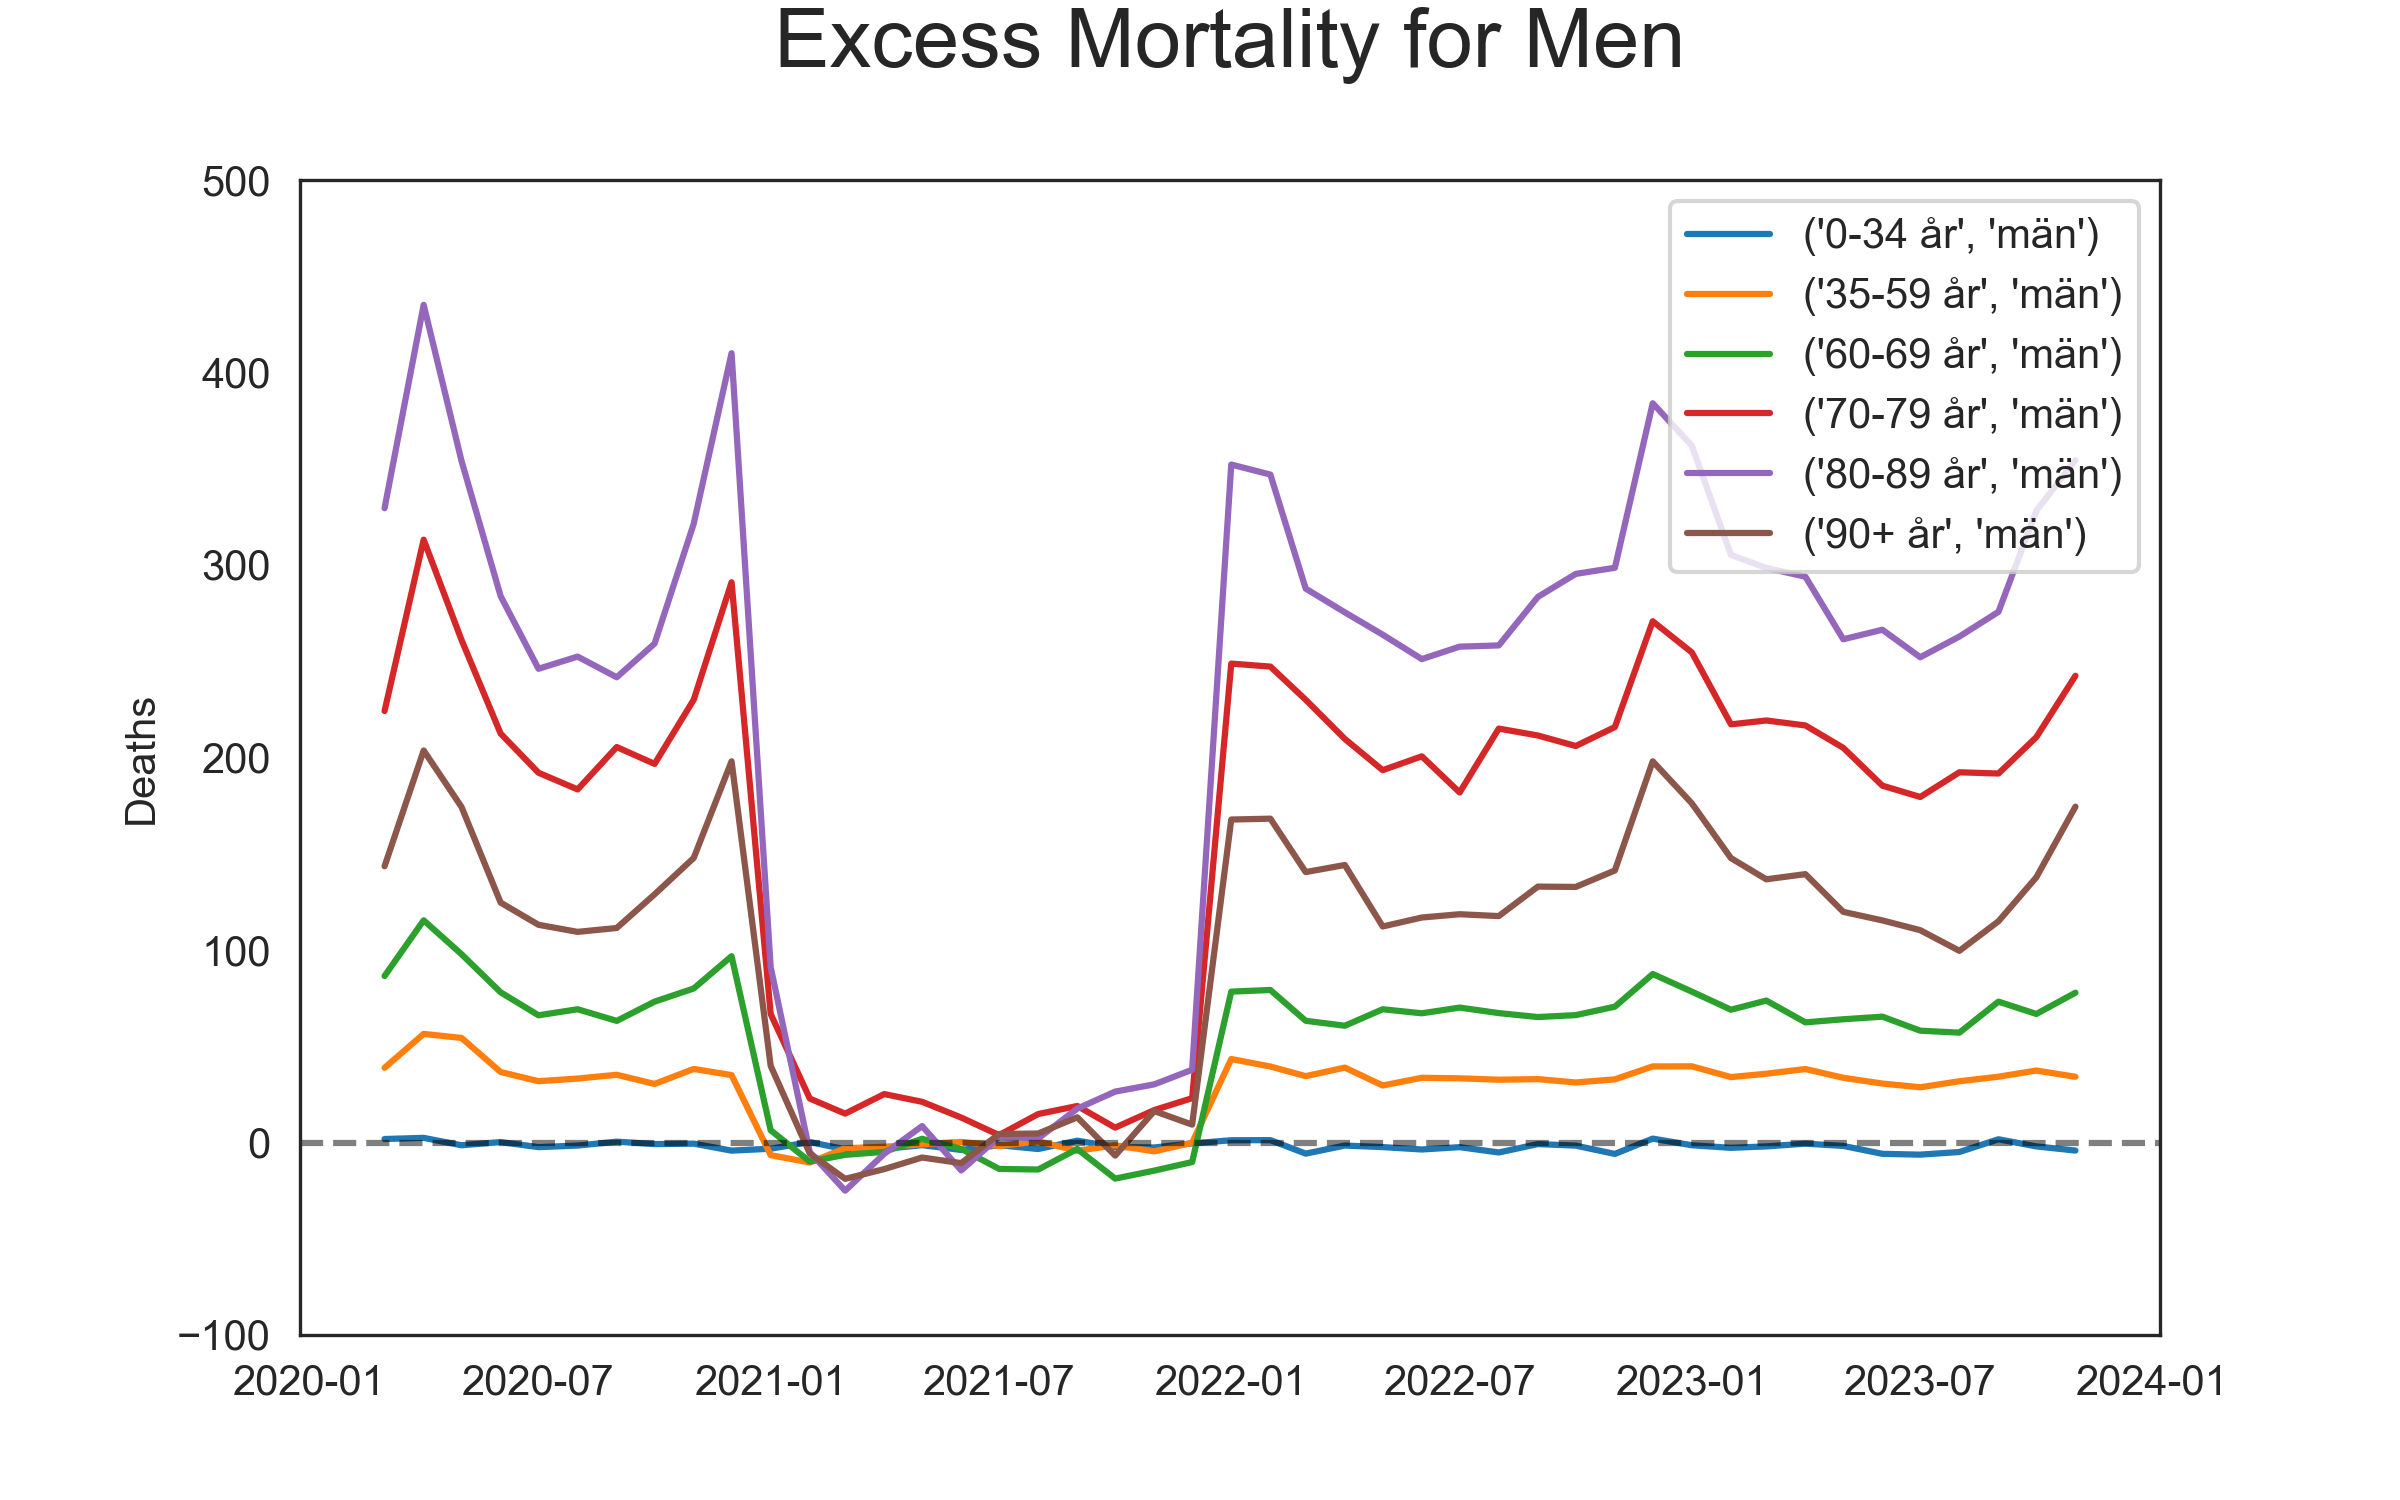 Excess Mortality for Men
500
400
300
200
100
0
−100
Deaths
('0-34 år', 'män')
('35-59 år', 'män')
('60-69 år', 'män')
('70-79 år', 'män')
('80-89 år', 'män')
('90+ år', 'män')
2020-01 2020-07 2021-01 2021-07 2022-01 2022-07 2023-01 2023-07 2024-01